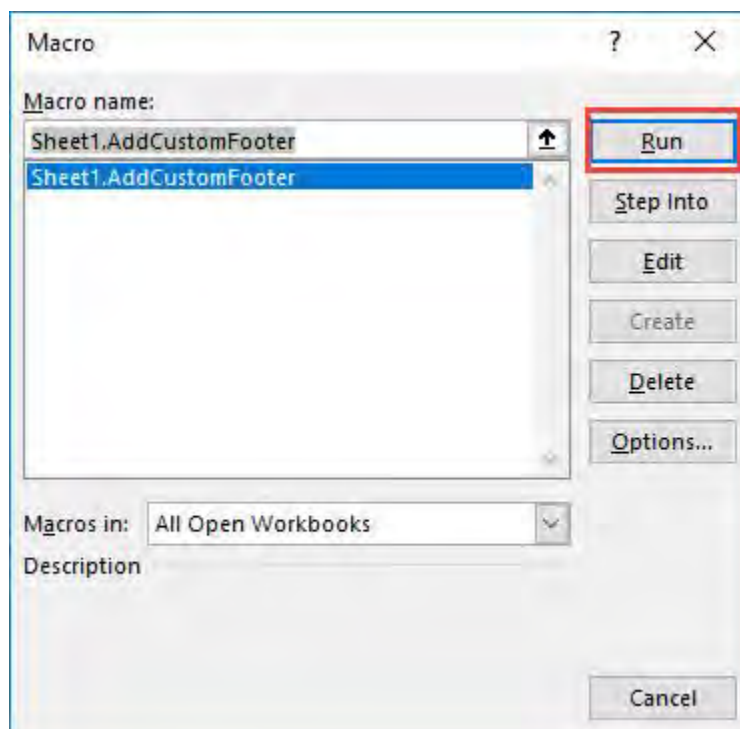 Macro
?
Macro name:
Sheet1.AddCustomFooter
Sheet1.AddCustomFooter
Run
Step Into
Edit
Create
Delete
Options...
Macros in: All Open Workbooks
Description
Cancel